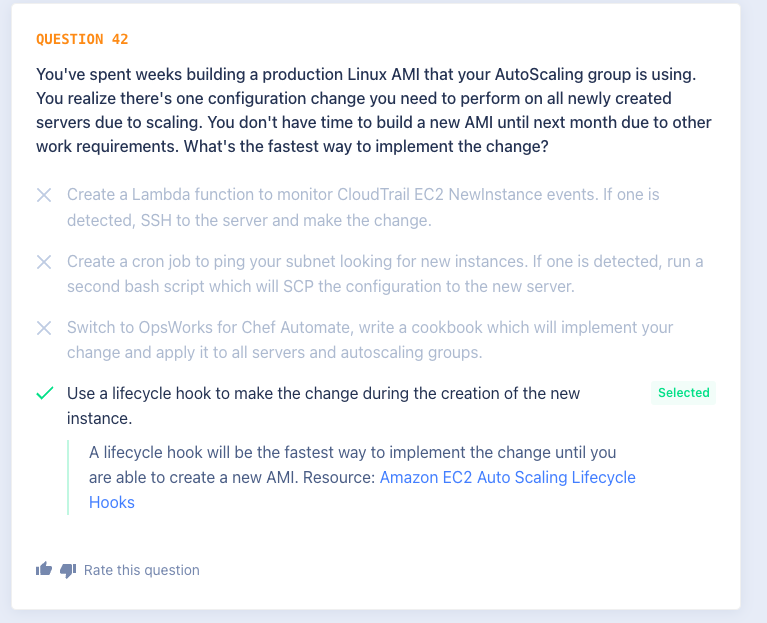 QUESTION 42
You've spent weeks building a production Linux AMI that your AutoScaling group is using.
You realize there's one configuration change you need to perform on all newly created
servers due to scaling. You don't have time to build a new AMI until next month due to other
work requirements. What's the fastest way to implement the change?
Create a Lambda function to monitor CloudTrail EC2 NewInstance events. If one is
detected, SSH to the server and make the change.
Create a cron job to ping your subnet looking for new instances. If one is detected, run a
second bash script which will SCP the configuration to the new server.
Switch to OpsWorks for Chef Automate, write a cookbook which will implement your
change and apply it to all servers and autoscaling groups.
Use a lifecycle hook to make the change during the creation of the new
instance.
Selected
A lifecycle hook will be the fastest way to implement the change until you
are able to create a new AMI. Resource: Amazon EC2 Auto Scaling Lifecycle
Hooks
Rate this question